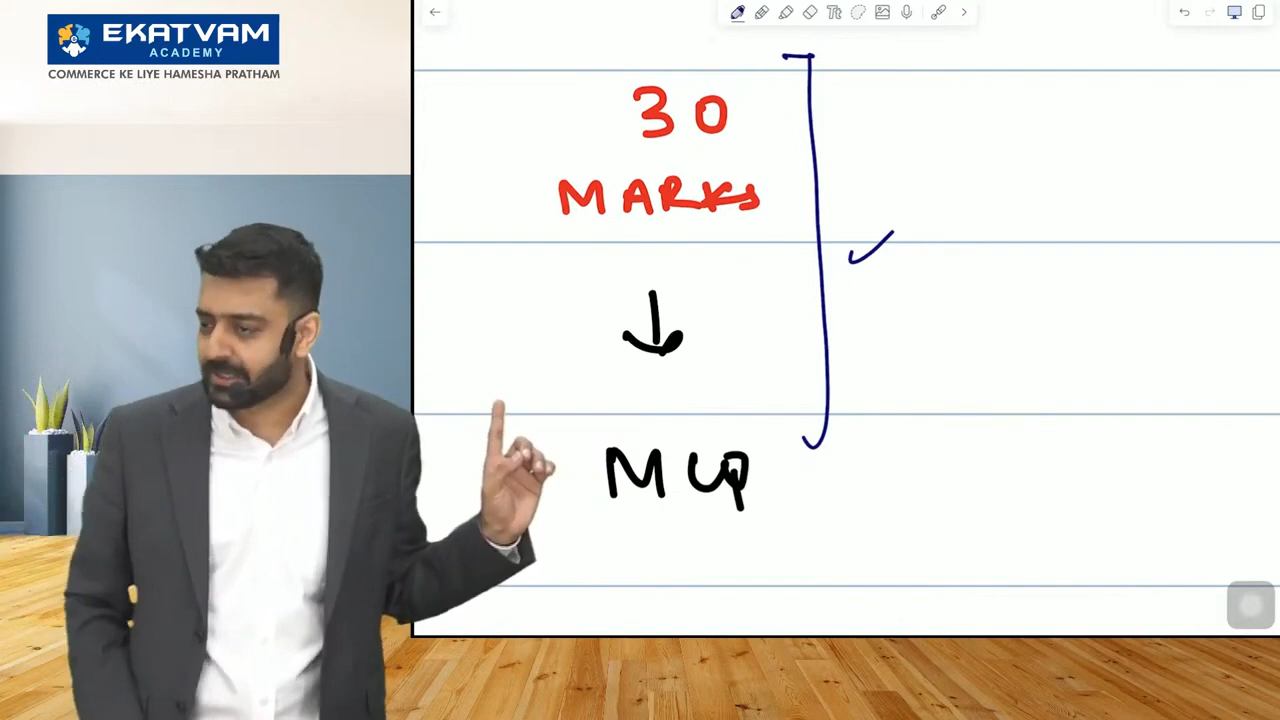 EKATVAM
ACADEMY
COMMERCE KE LIYE HAMESHA PRATHAM
30
MARKS
MCQ